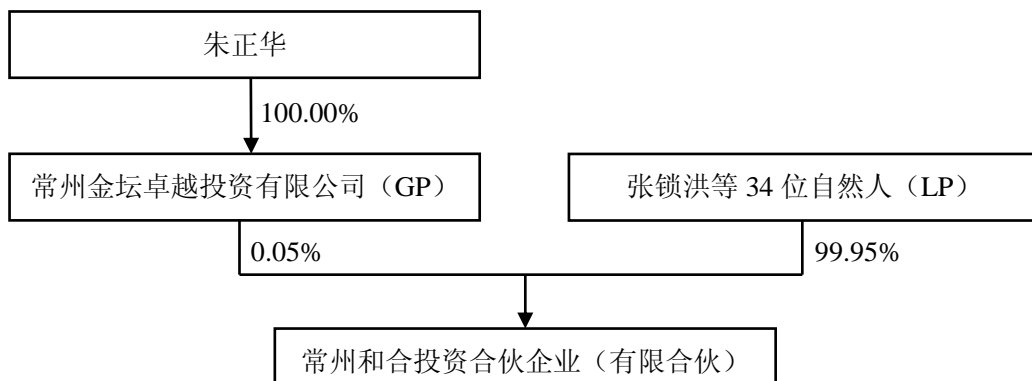 朱正华
100.00%
常州金坛卓越投资有限公司（GP）
张锁洪等 34 位自然人（LP）
0.05%
99.95%
常州和合投资合伙企业（有限合伙）